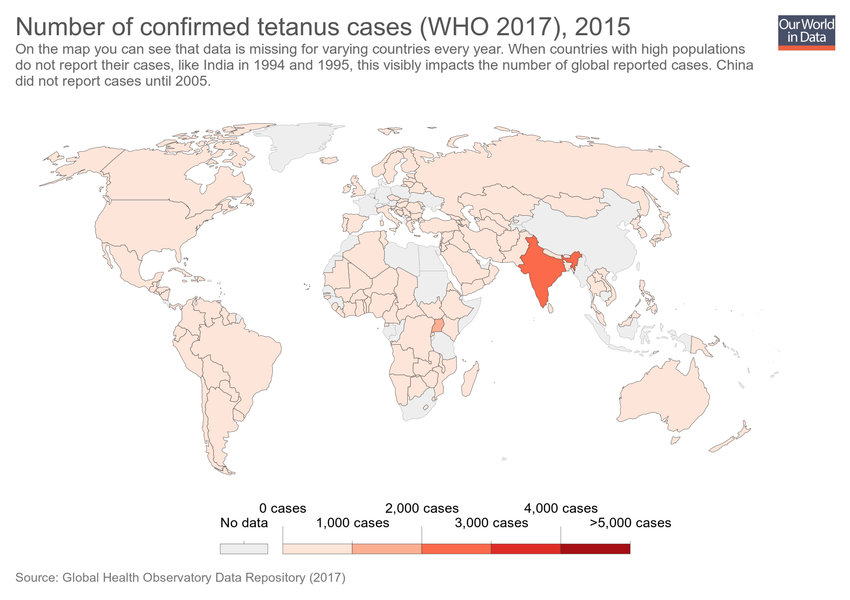 Number of confirmed tetanus cases (WHO 2017), 2015
Our World
in Data
On the map you can see that data is missing for varying countries every year. When countries with high populations
do not report their cases, like India in 1994 and 1995, this visibly impacts the number of global reported cases. China
did not report cases until 2005.
0 cases 2,000 cases 4,000 cases
No data 1,000 cases 3,000 cases >5,000 cases
Source: Global Health Observatory Data Repository (2017)